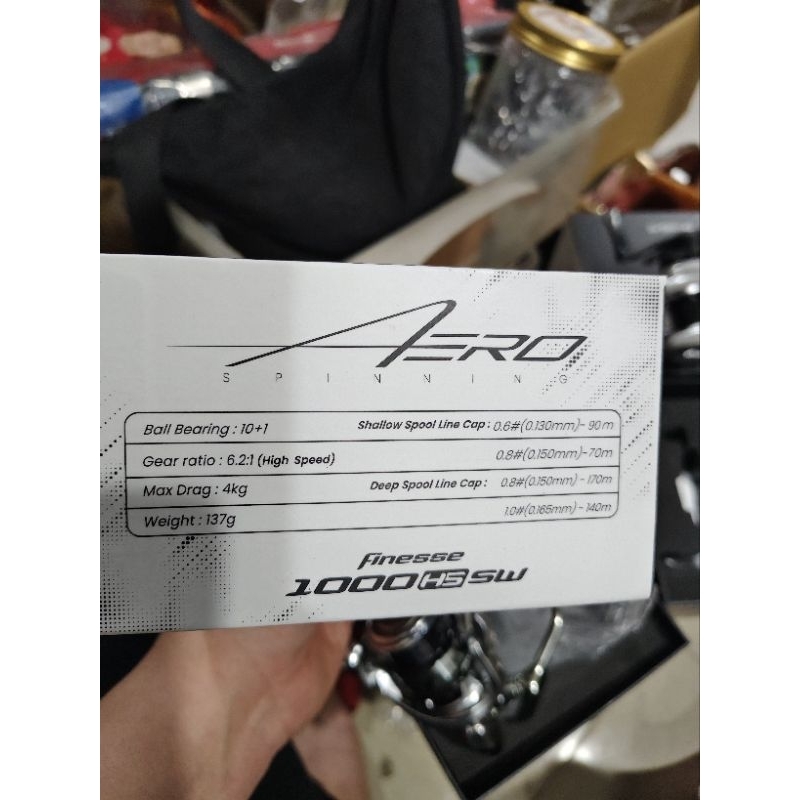 AERO
SPINNING
Ball Bearing : 10+1 Shallow Spool Line Cap : 0.6#(0.130mm)- 90m
Gear ratio : 6.2:1 (High Speed) 0.8#(0.150mm)-70m
Max Drag : 4kg Deep Spool Line Cap : 0.8#(0.150mm) - 170m
Weight : 137g 1.0#(0.165mm) - 140m
finesse
1000 HS SW